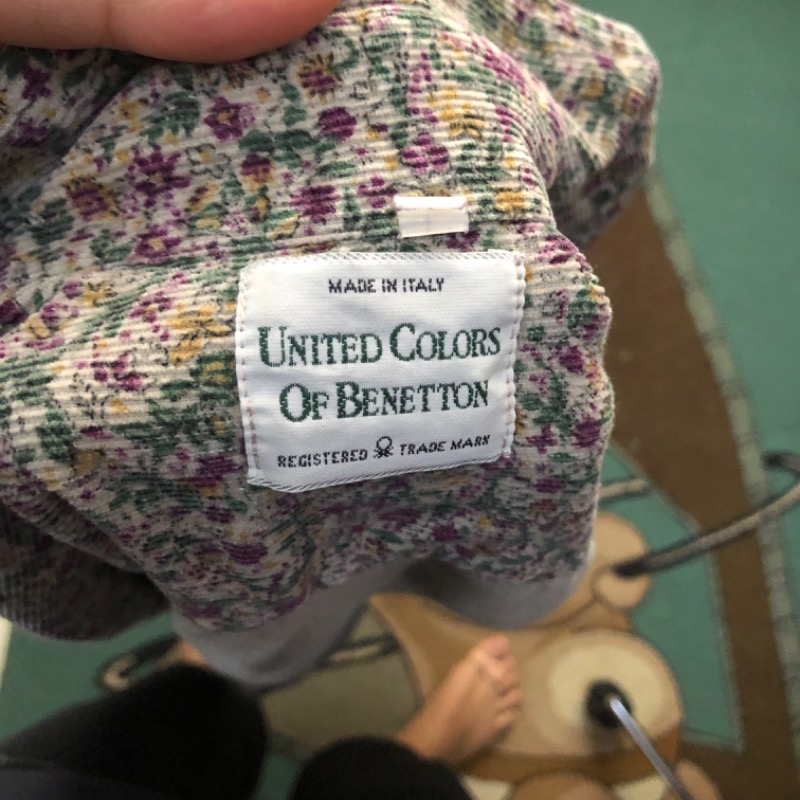 MADE IN ITALY
UNITED COLORS
OF BENETTON
REGISTERED TRADE MARK